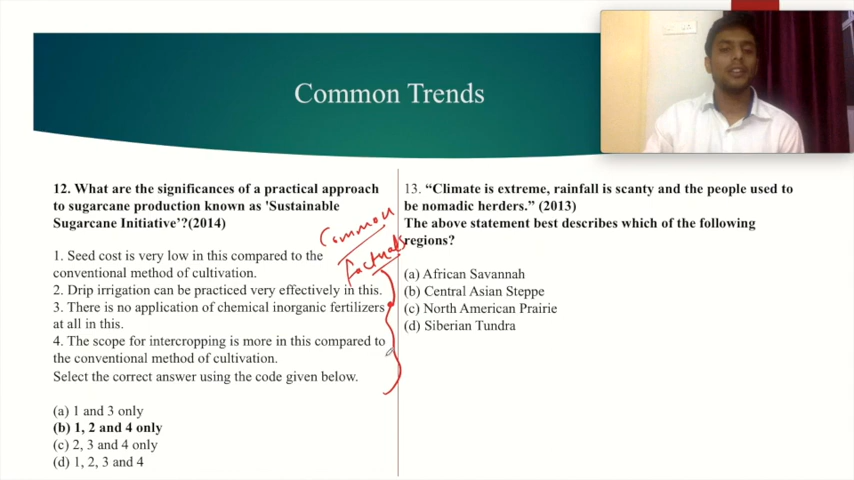 Common Trends
12. What are the significances of a practical approach
to sugarcane production known as 'Sustainable
Sugarcane Initiative'?(2014)
Common
Factuals
1. Seed cost is very low in this compared to the
conventional method of cultivation.
2. Drip irrigation can be practiced very effectively in this.
3. There is no application of chemical inorganic fertilizers
at all in this.
4. The scope for intercropping is more in this compared to
the conventional method of cultivation.
Select the correct answer using the code given below.
(a) 1 and 3 only
(b) 1, 2 and 4 only
(c) 2, 3 and 4 only
(d) 1, 2, 3 and 4
13. “Climate is extreme, rainfall is scanty and the people used to
be nomadic herders.” (2013)
The above statement best describes which of the following
regions?
(a) African Savannah
(b) Central Asian Steppe
(c) North American Prairie
(d) Siberian Tundra